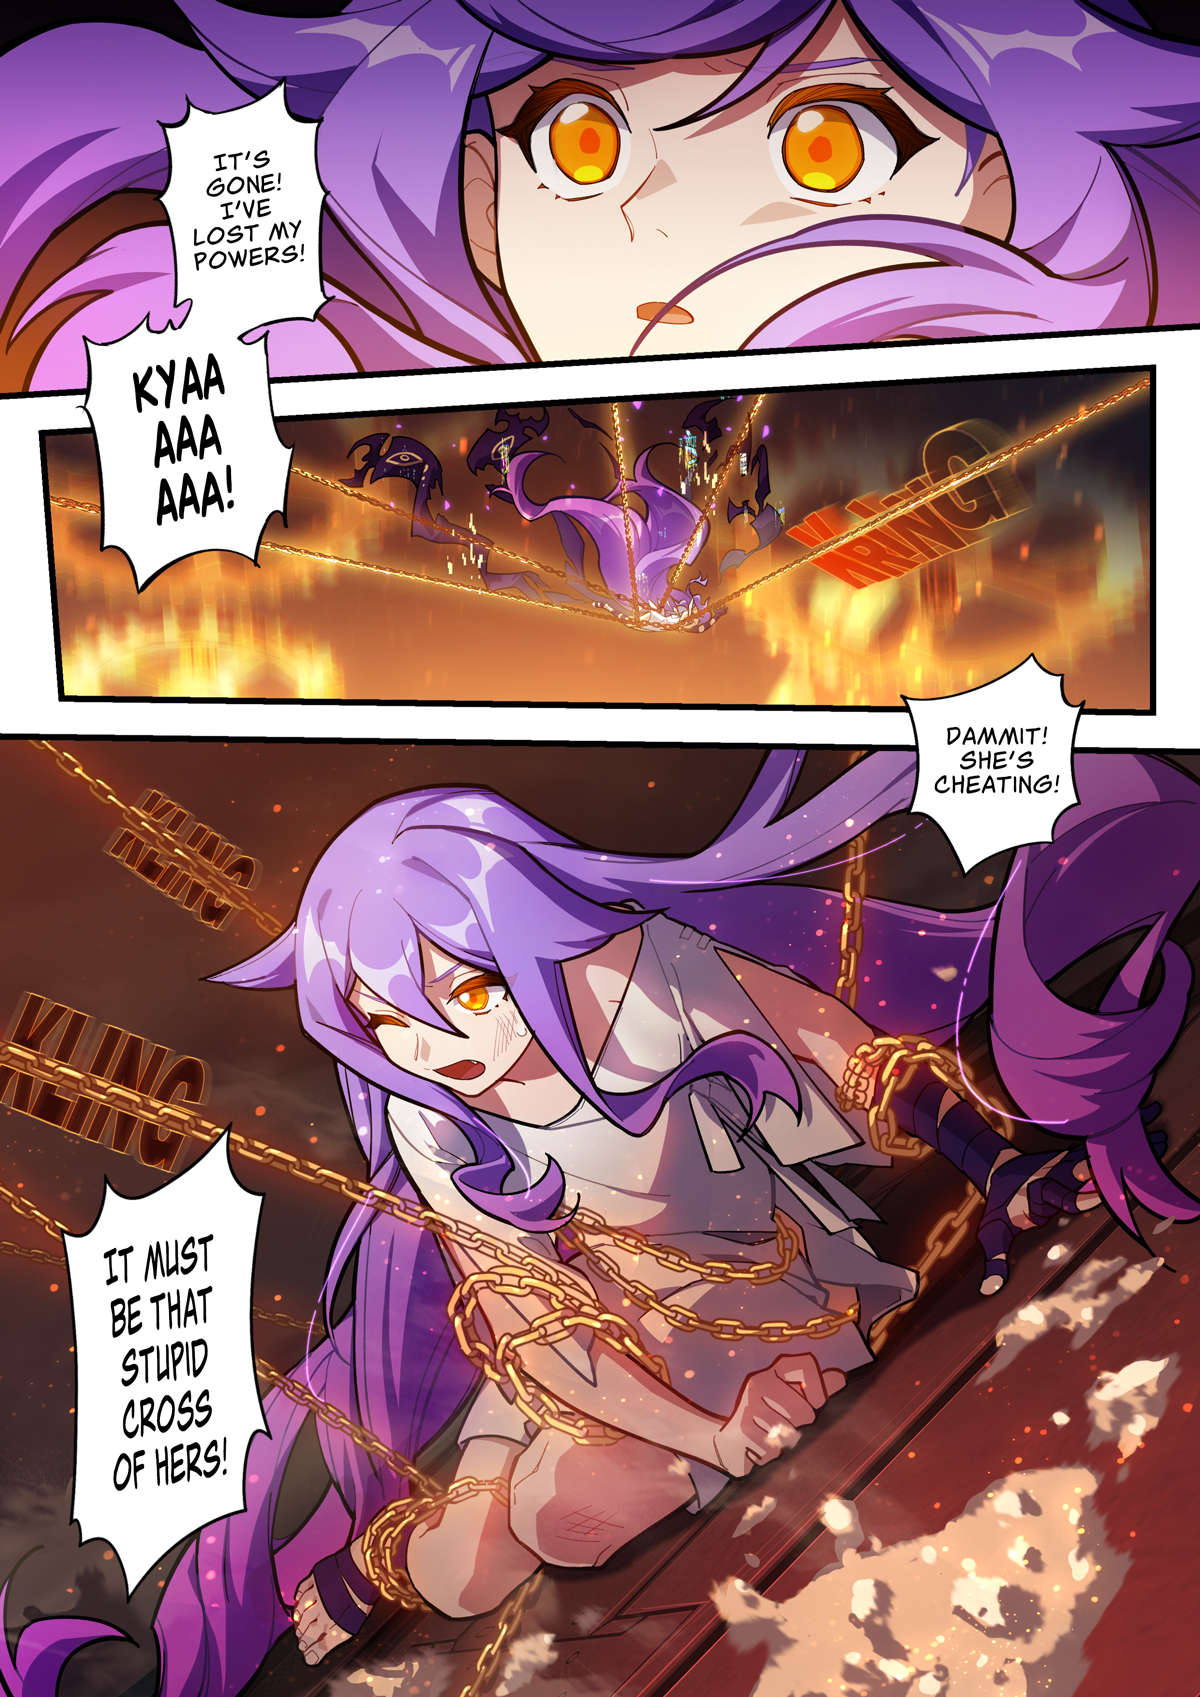 IT'S
GONE!
I'VE
LOST MY
POWERS!
KYAA
AAA
AAA!
KLING
DAMMIT!
SHE'S
CHEATING!
KLING
KLING
IT MUST
BE THAT
STUPID
CROSS
OF HERS!